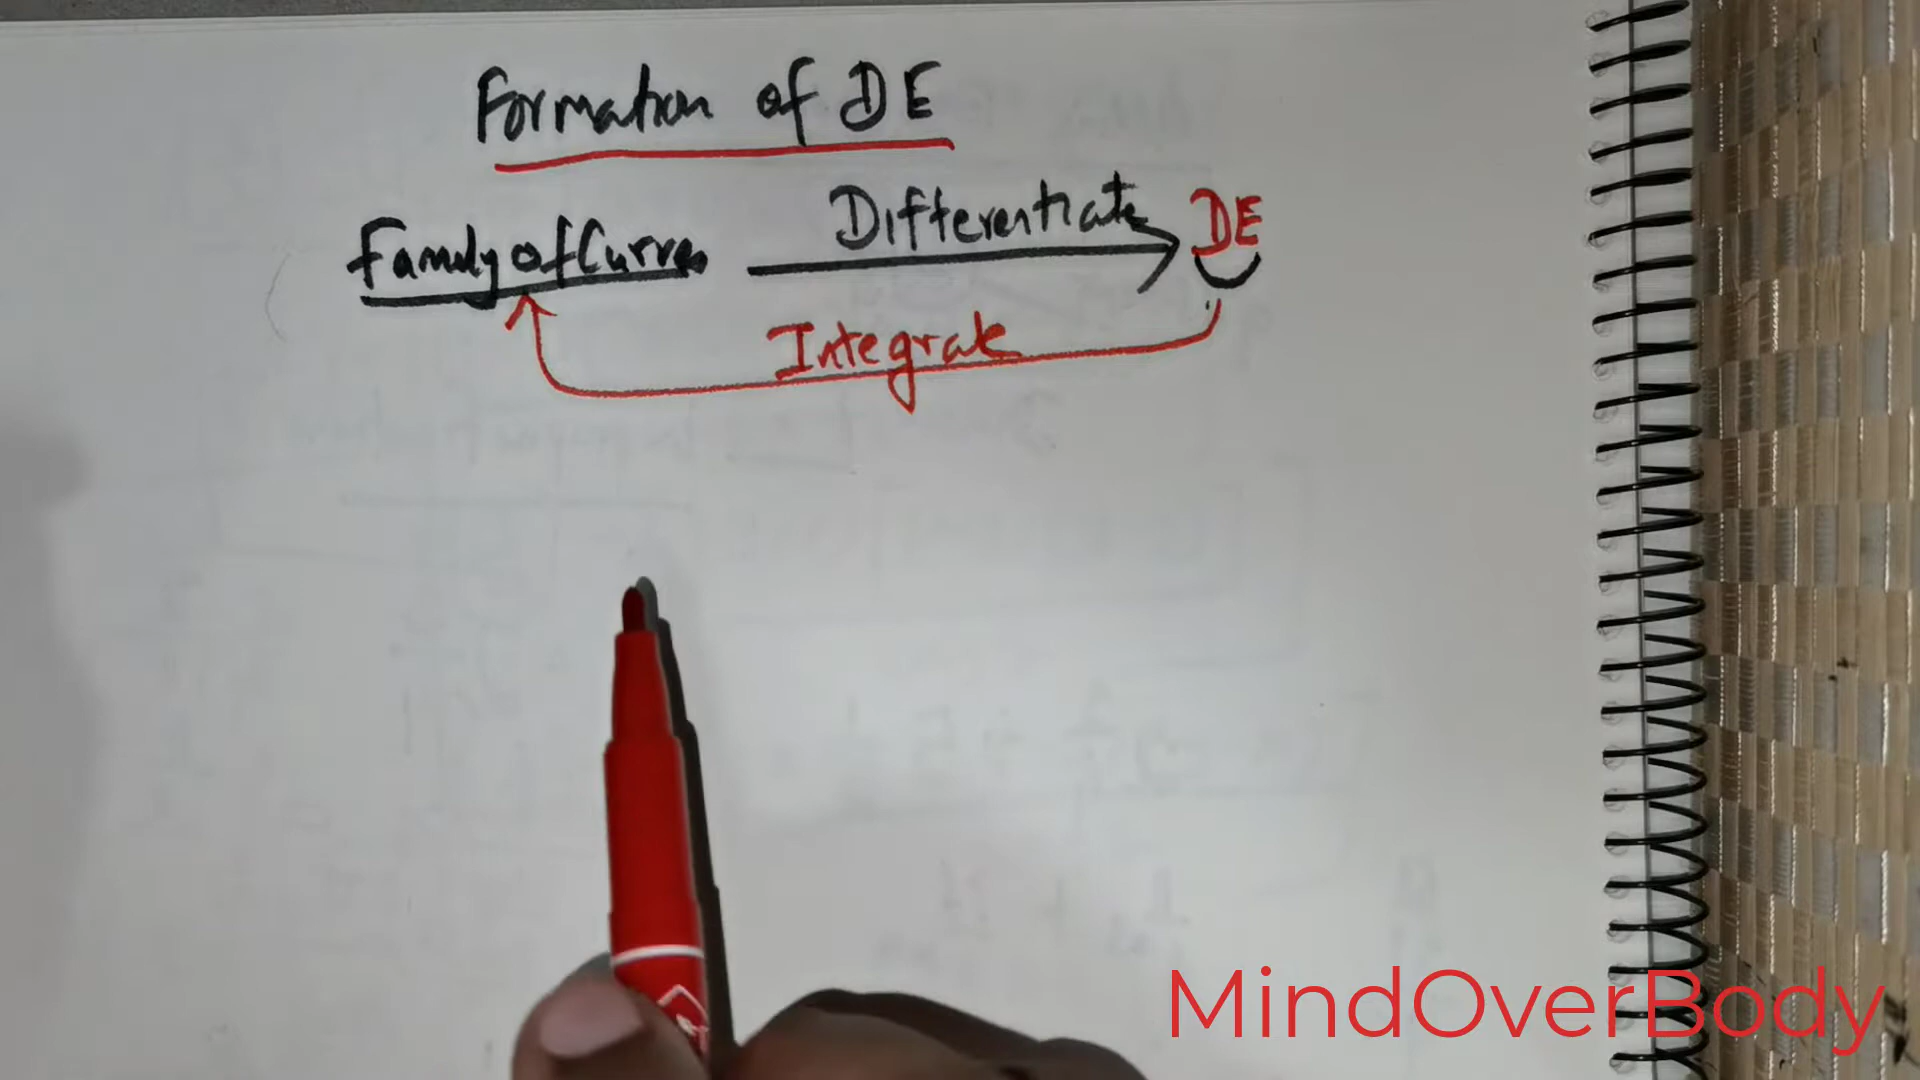 Formation of DE
Family of Curves Differentiate DE
Integrate
MindOverBody